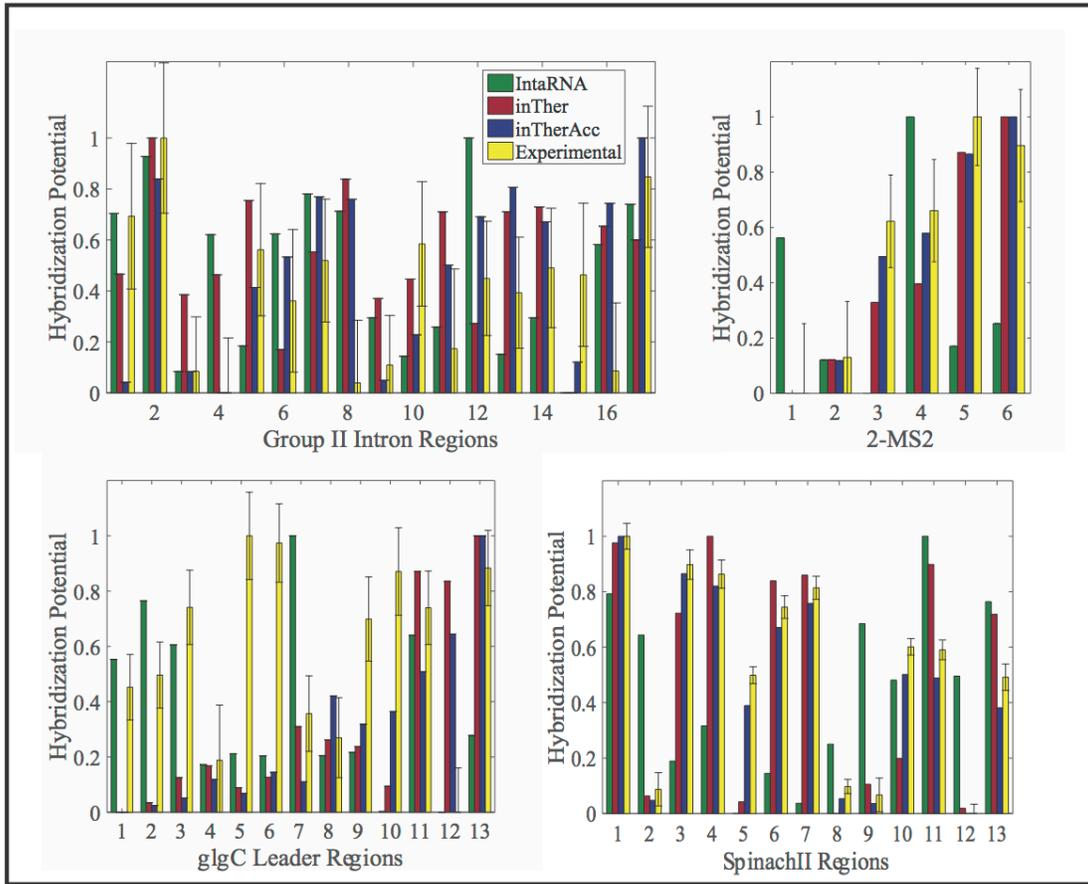 IntaRNA
inTher
inTherAcc
Experimental
Hybridization Potential
1
0.8
0.6
0.4
0.2
0
2 4 6 8 10 12 14 16
Group II Intron Regions
Hybridization Potential
1
0.8
0.6
0.4
0.2
0
1 2 3 4 5 6
2-MS2
Hybridization Potential
1
0.8
0.6
0.4
0.2
0
1 2 3 4 5 6 7 8 9 10 11 12 13
glgC Leader Regions
Hybridization Potential
1
0.8
0.6
0.4
0.2
0
1 2 3 4 5 6 7 8 9 10 11 12 13
SpinachII Regions